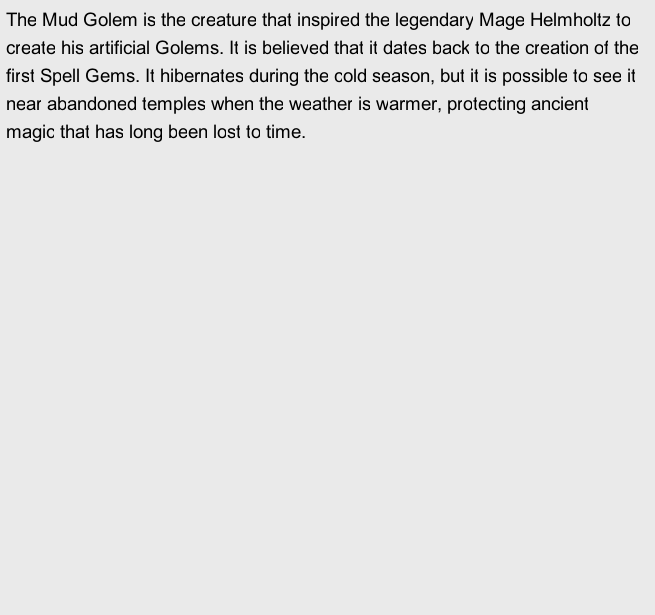 The Mud Golem is the creature that inspired the legendary Mage Helmholtz to
create his artificial Golems. It is believed that it dates back to the creation of the
first Spell Gems. It hibernates during the cold season, but it is possible to see it
near abandoned temples when the weather is warmer, protecting ancient
magic that has long been lost to time.